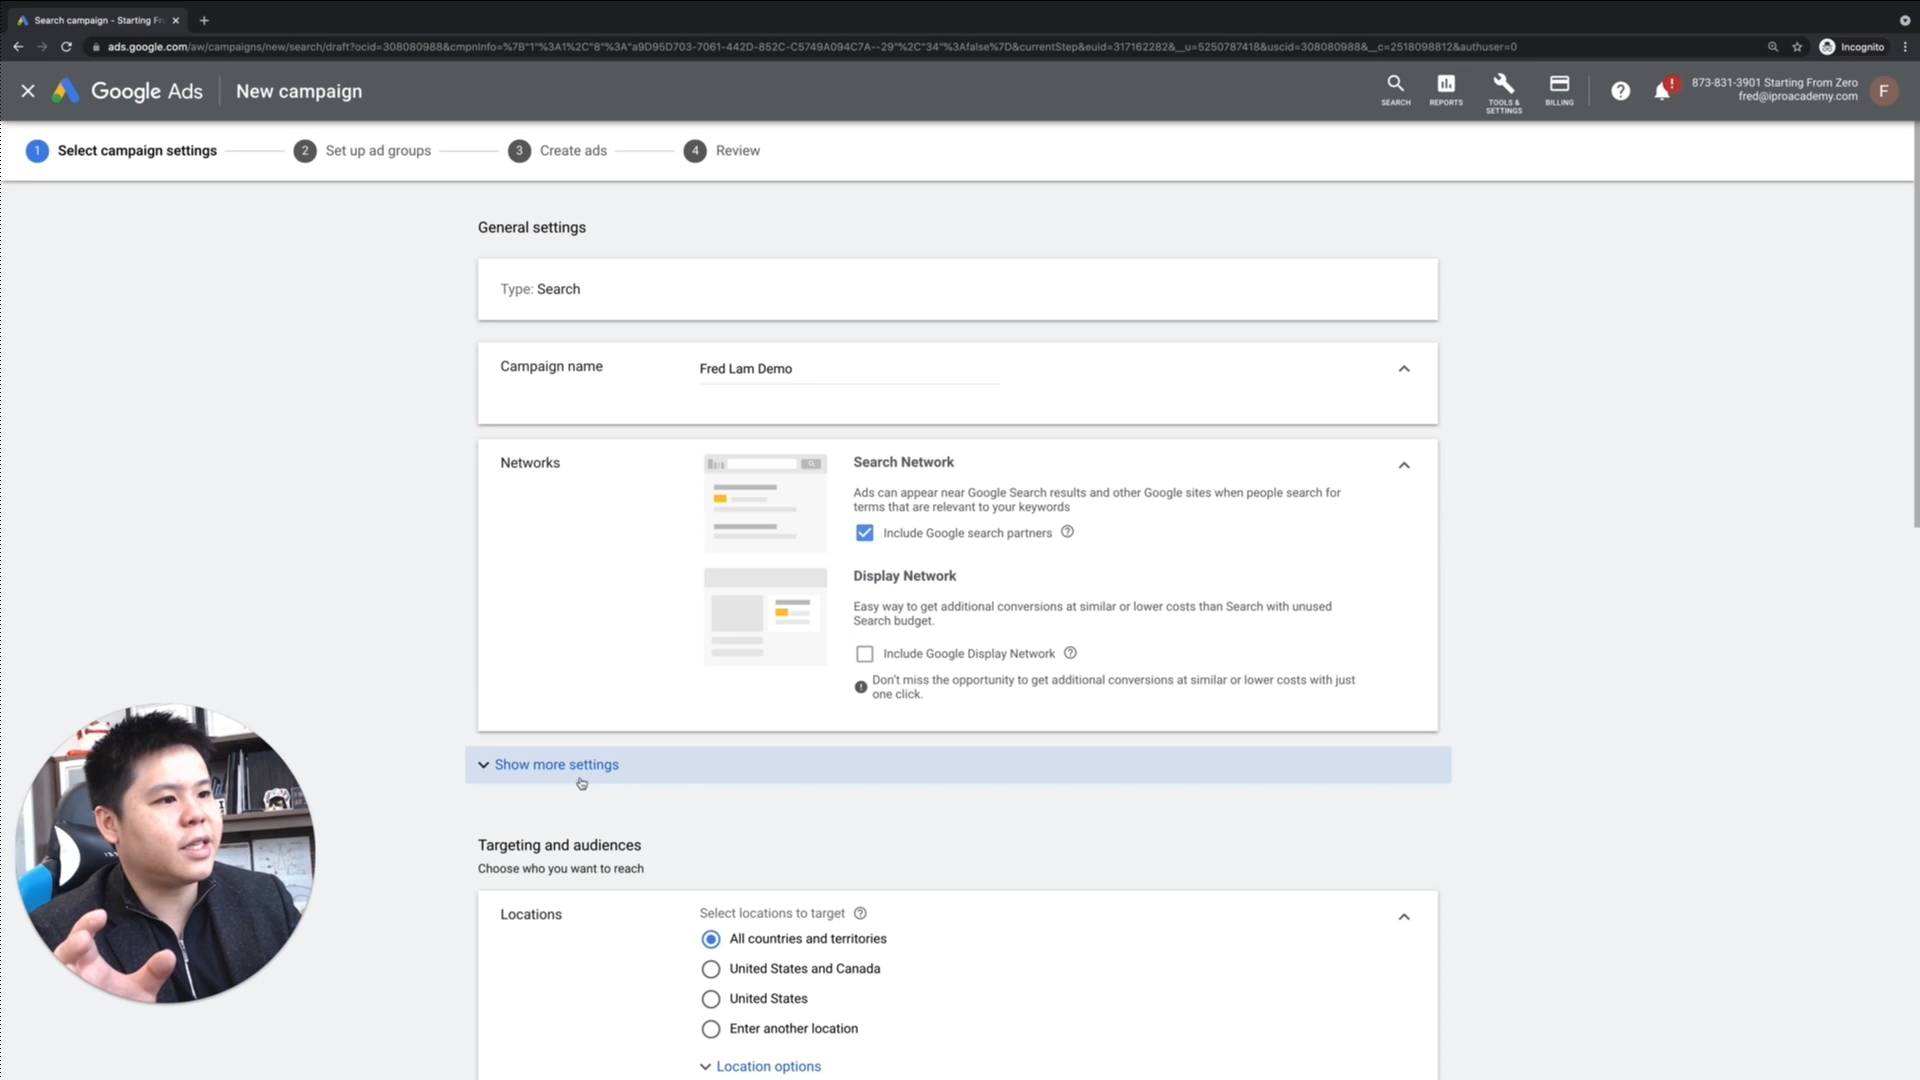 Search campaign - Starting Fr
ads.google.com/aw/campaigns/new/search/draft?ocid=308080988&cmpnInfo=%7B"1"%3A1%2C"8"%3A"a9D95D703-7061-442D-852C-C5749A094C7A--29"%2C"34"%3Afalse%7D&currentStep&euid=317162282&__u=5250787418&uscid=308080988&__c=2518098812&authuser=0
Incognito
Google Ads
New campaign
SEARCH
REPORTS
TOOLS &
SETTINGS
BILLING
873-831-3901 Starting From Zero
fred@iproacademy.com
F
1 Select campaign settings
2 Set up ad groups
3 Create ads
4 Review
General settings
Type: Search
Campaign name
Fred Lam Demo
Networks
Search Network
Ads can appear near Google Search results and other Google sites when people search for
terms that are relevant to your keywords
Include Google search partners
Display Network
Easy way to get additional conversions at similar or lower costs than Search with unused
Search budget.
Include Google Display Network
Don't miss the opportunity to get additional conversions at similar or lower costs with just
one click.
Show more settings
Targeting and audiences
Choose who you want to reach
Locations
Select locations to target
All countries and territories
United States and Canada
United States
Enter another location
Location options